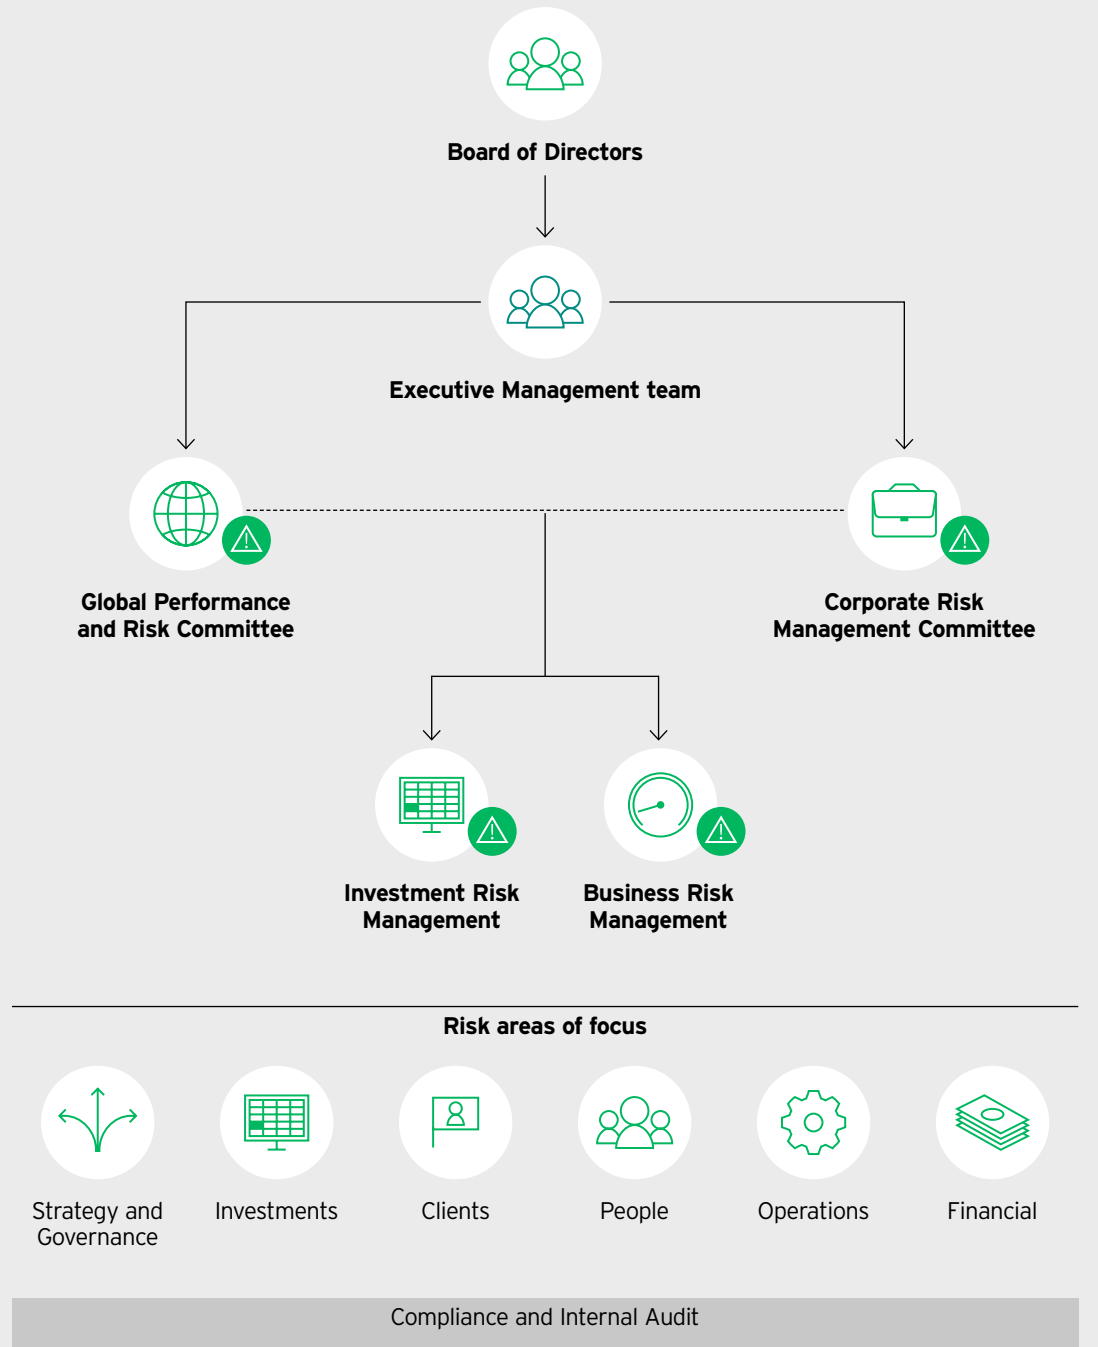 Board of Directors
Executive Management team
Global Performance
and Risk Committee
Corporate Risk
Management Committee
Investment Risk
Management
Business Risk
Management
Risk areas of focus
Strategy and
Governance
Investments
Clients
People
Operations
Financial
Compliance and Internal Audit